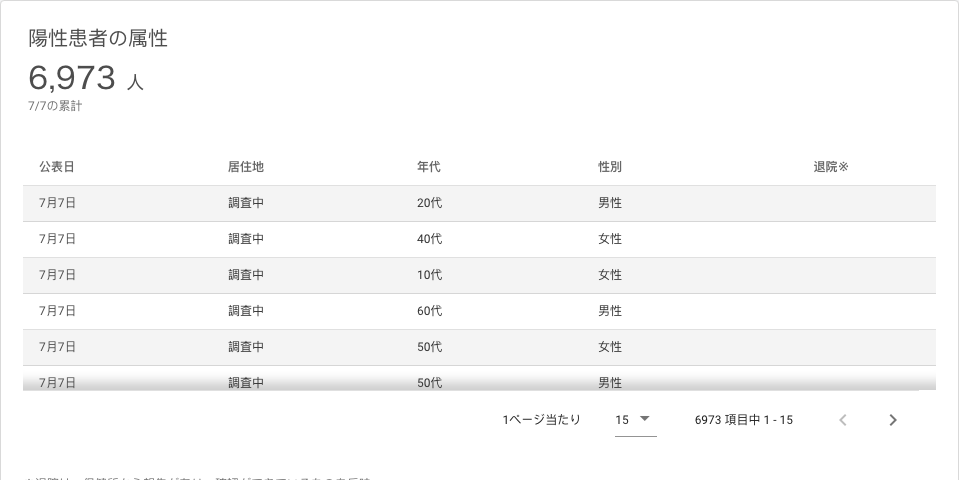 陽性患者の属性
6,973 人
7/7の累計
公表日 居住地 年代 性別 退院※
7月7日 調査中 20代 男性
7月7日 調査中 40代 女性
7月7日 調査中 10代 女性
7月7日 調査中 60代 男性
7月7日 調査中 50代 女性
7月7日 調査中 50代 男性
1ページ当たり 15 6973 項目中 1 - 15